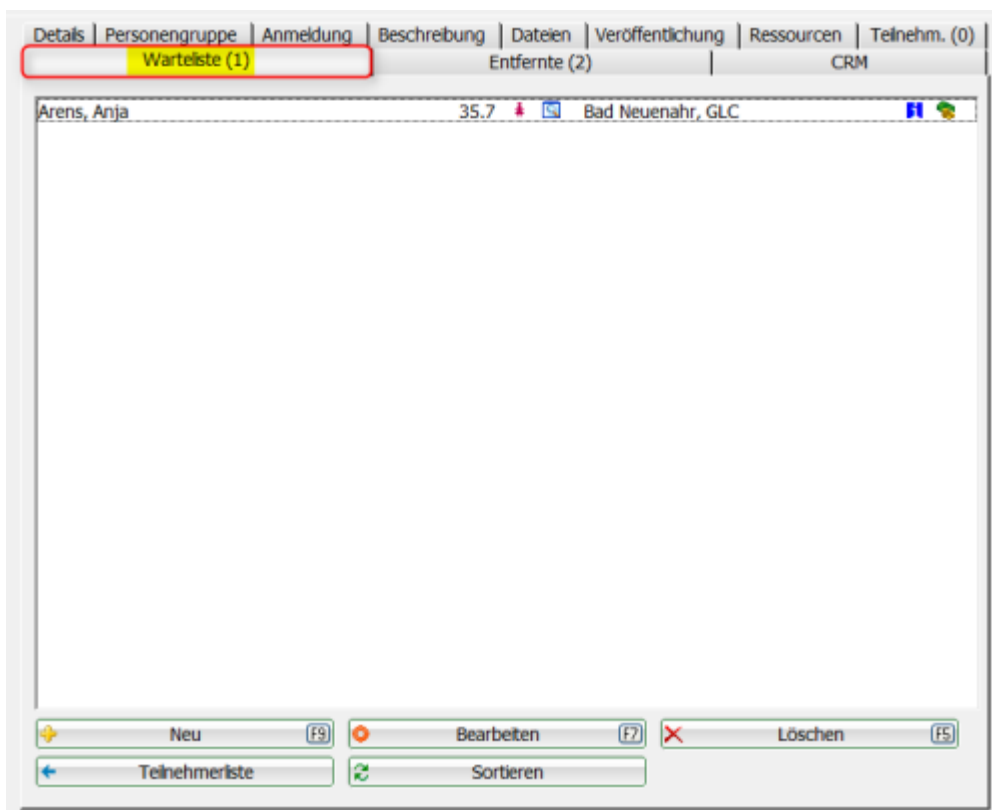 Details Personengruppe Anmeldung Beschreibung Dateien Veröffentlichung Ressourcen Teilnehm. (0)
Warteliste (1) Entfernte (2) CRM
Arens, Anja 35.7 Bad Neuenahr, GLC
Neu F9 Bearbeiten F7 Löschen F5
Teilnehmerliste Sortieren